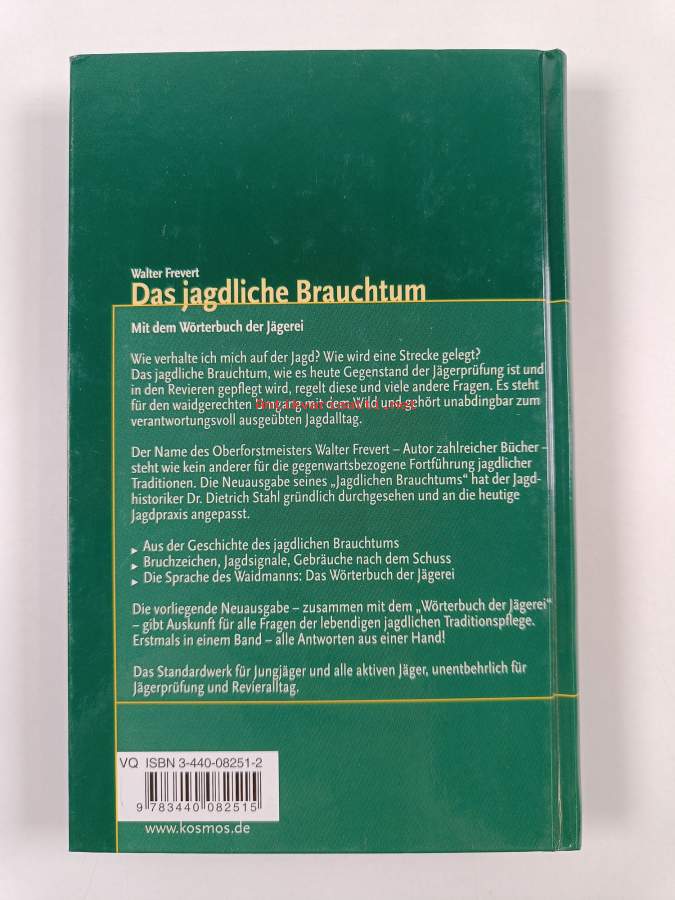 Walter Frevert
Das jagdliche Brauchtum
Mit dem Wörterbuch der Jägerei
Wie verhalte ich mich auf der Jagd? Wie wird eine Strecke gelegt?
Das jagdliche Brauchtum, wie es heute Gegenstand der Jägerprüfung ist und
in den Revieren gepflegt wird, regelt diese und viele andere Fragen. Es steht
für den waidgerechten Umgang mit dem Wild und gehört unabdingbar zum
verantwortungsvoll ausgeübten Jagdalltag.
Der Name des Oberforstmeisters Walter Frevert – Autor zahlreicher Bücher –
steht wie kein anderer für die gegenwartsbezogene Fortführung jagdlicher
Traditionen. Die Neuausgabe seines „Jagdlichen Brauchtums“ hat der Jagd-
historiker Dr. Dietrich Stahl gründlich durchgesehen und an die heutige
Jagdpraxis angepasst.
▸ Aus der Geschichte des jagdlichen Brauchtums
▸ Bruchzeichen, Jagdsignale, Gebräuche nach dem Schuss
▸ Die Sprache des Waidmanns: Das Wörterbuch der Jägerei
Die vorliegende Neuausgabe – zusammen mit dem „Wörterbuch der Jägerei“
– gibt Auskunft für alle Fragen der lebendigen jagdlichen Traditionspflege.
Erstmals in einem Band – alle Antworten aus einer Hand!
Das Standardwerk für Jungjäger und alle aktiven Jäger, unentbehrlich für
Jägerprüfung und Revieralltag.
VQ ISBN 3-440-08251-2
9 783440 082515
www.kosmos.de